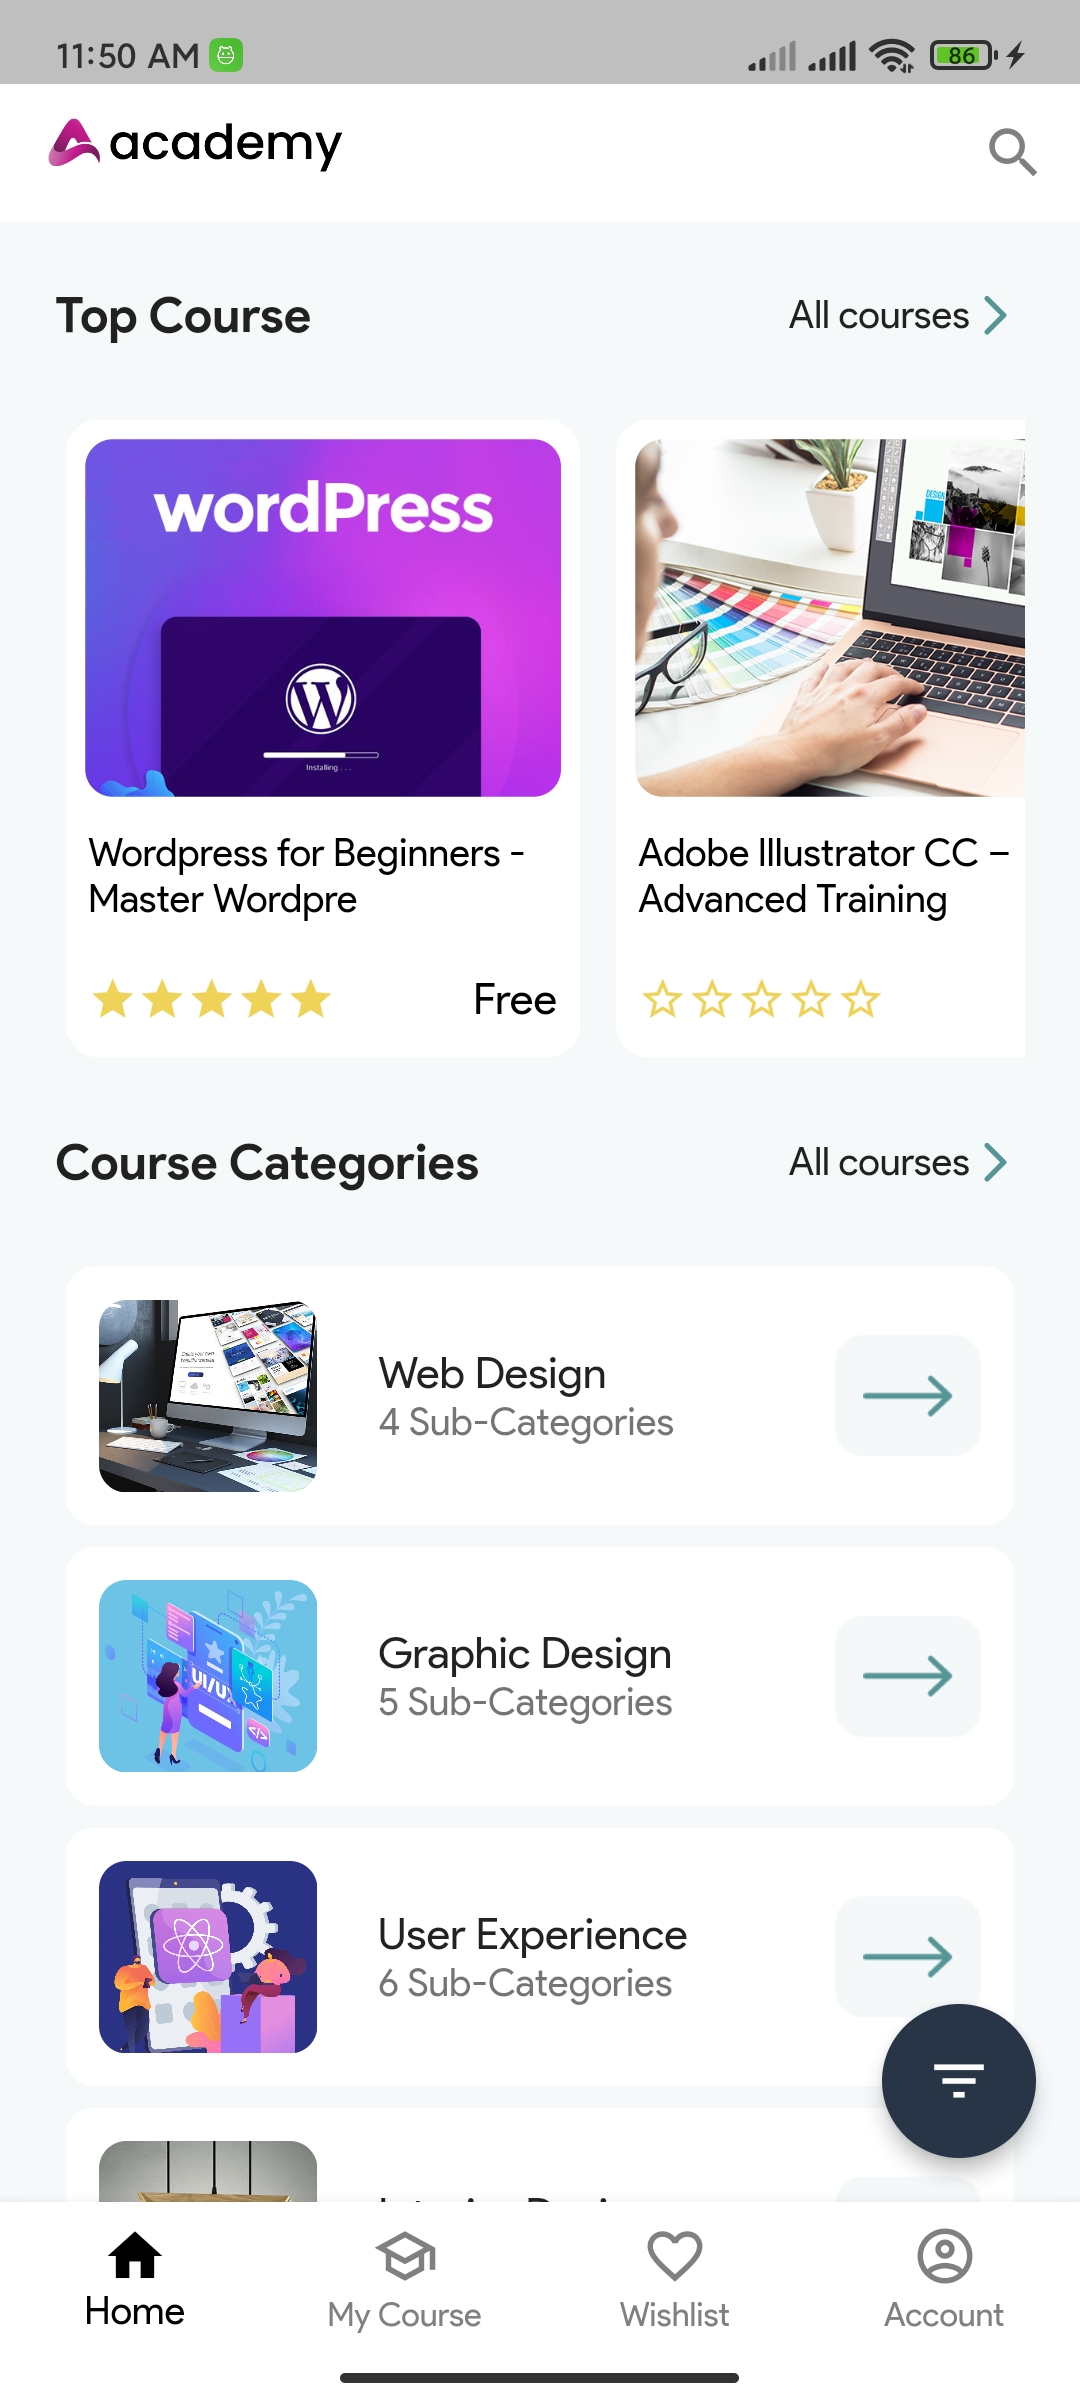 11:50 AM
86
academy
Top Course
All courses
wordPress
Installing . . .
DESIGN
Wordpress for Beginners -
Master Wordpre
Free
Adobe Illustrator CC –
Advanced Training
Course Categories
All courses
Web Design
4 Sub-Categories
UI/UX
</>
Graphic Design
5 Sub-Categories
User Experience
6 Sub-Categories
Home
My Course
Wishlist
Account